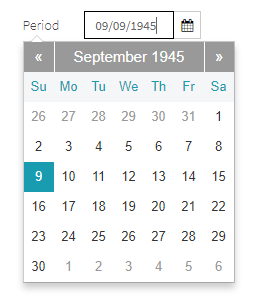 Period 09/09/1945
« September 1945 »
Su Mo Tu We Th Fr Sa
26 27 28 29 30 31 1
2 3 4 5 6 7 8
9 10 11 12 13 14 15
16 17 18 19 20 21 22
23 24 25 26 27 28 29
30 1 2 3 4 5 6